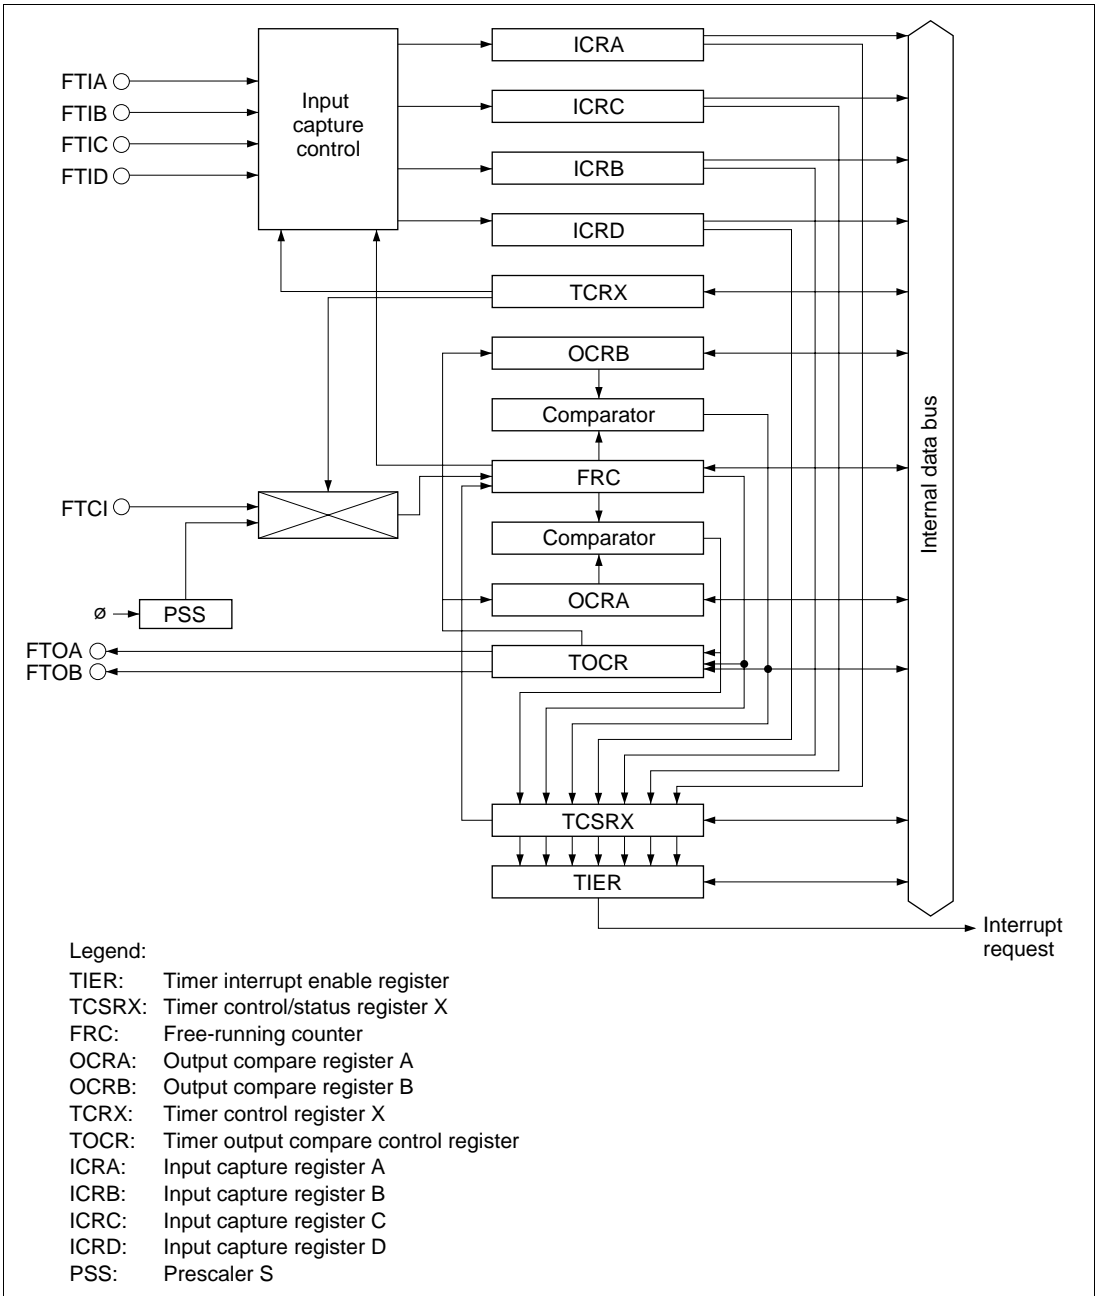 FTIA
FTIB
FTIC
FTID
Input
capture
control
ICRA
ICRC
ICRB
ICRD
TCRX
OCRB
Comparator
FRC
Comparator
OCRA
TOCR
TCSRX
TIER
FTCI
ø
PSS
FTOA
FTOB
Internal data bus
Interrupt
request
Legend:
TIER: Timer interrupt enable register
TCSRX: Timer control/status register X
FRC: Free-running counter
OCRA: Output compare register A
OCRB: Output compare register B
TCRX: Timer control register X
TOCR: Timer output compare control register
ICRA: Input capture register A
ICRB: Input capture register B
ICRC: Input capture register C
ICRD: Input capture register D
PSS: Prescaler S